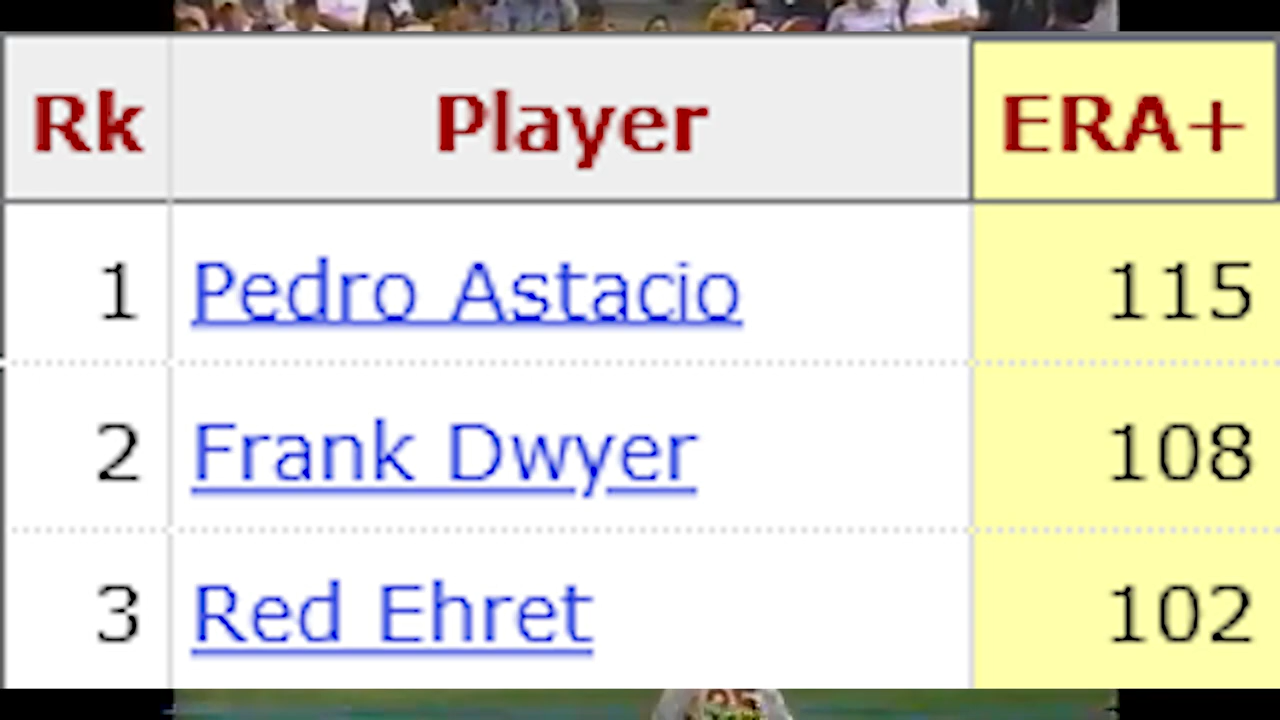 Rk Player ERA+
1 Pedro Astacio 115
2 Frank Dwyer 108
3 Red Ehret 102